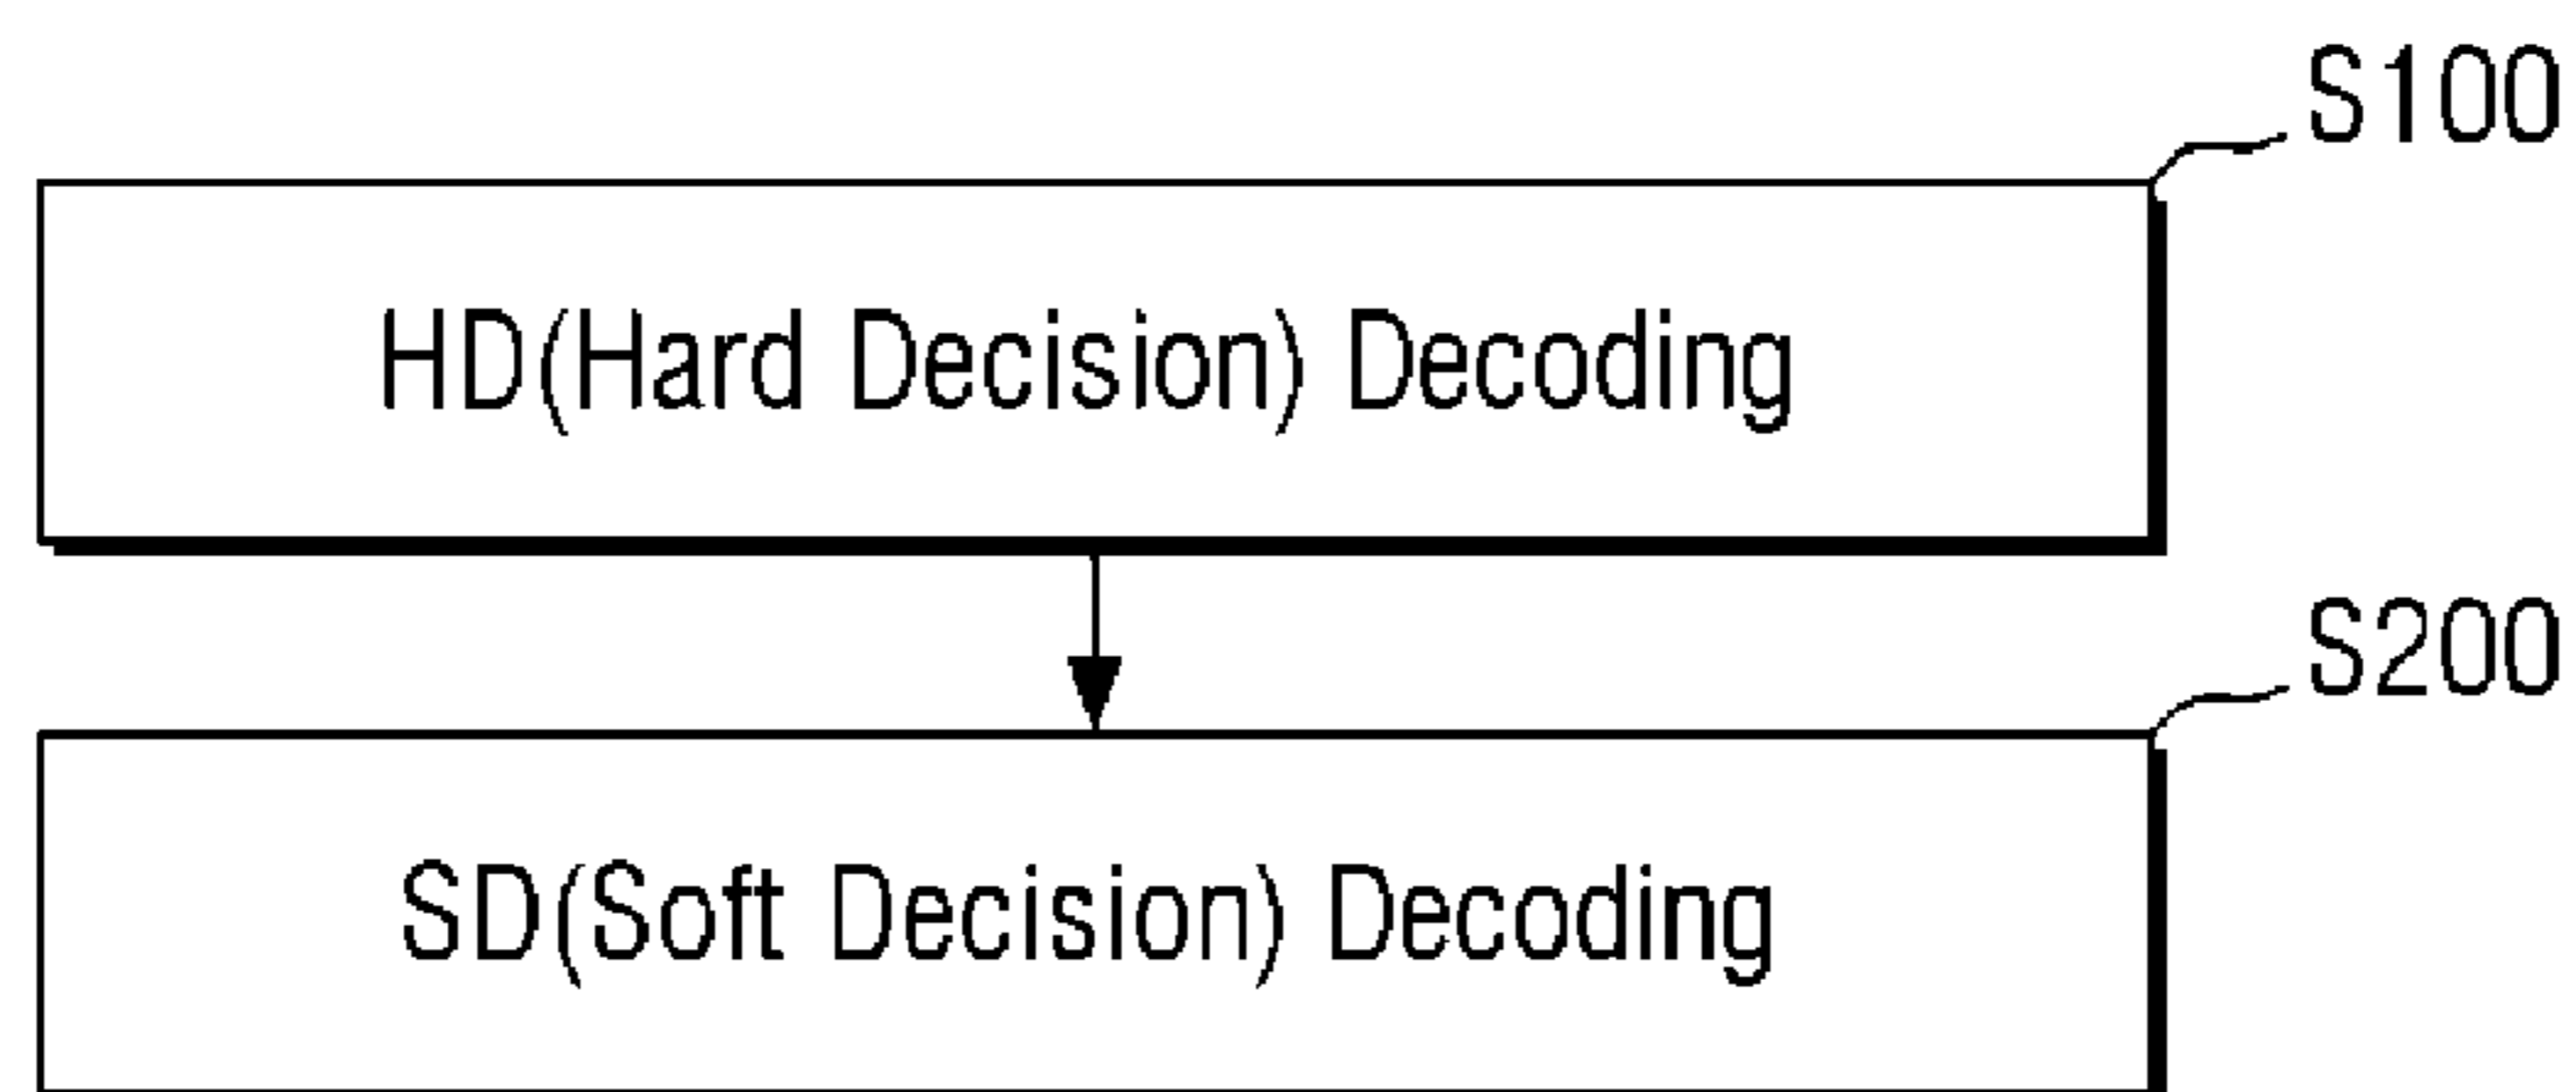 S100
HD(Hard Decision) Decoding
S200
SD(Soft Decision) Decoding